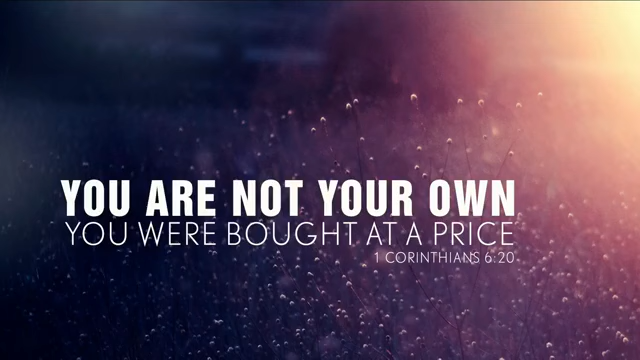 YOU ARE NOT YOUR OWN
YOU WERE BOUGHT AT A PRICE
1 CORINTHIANS 6:20